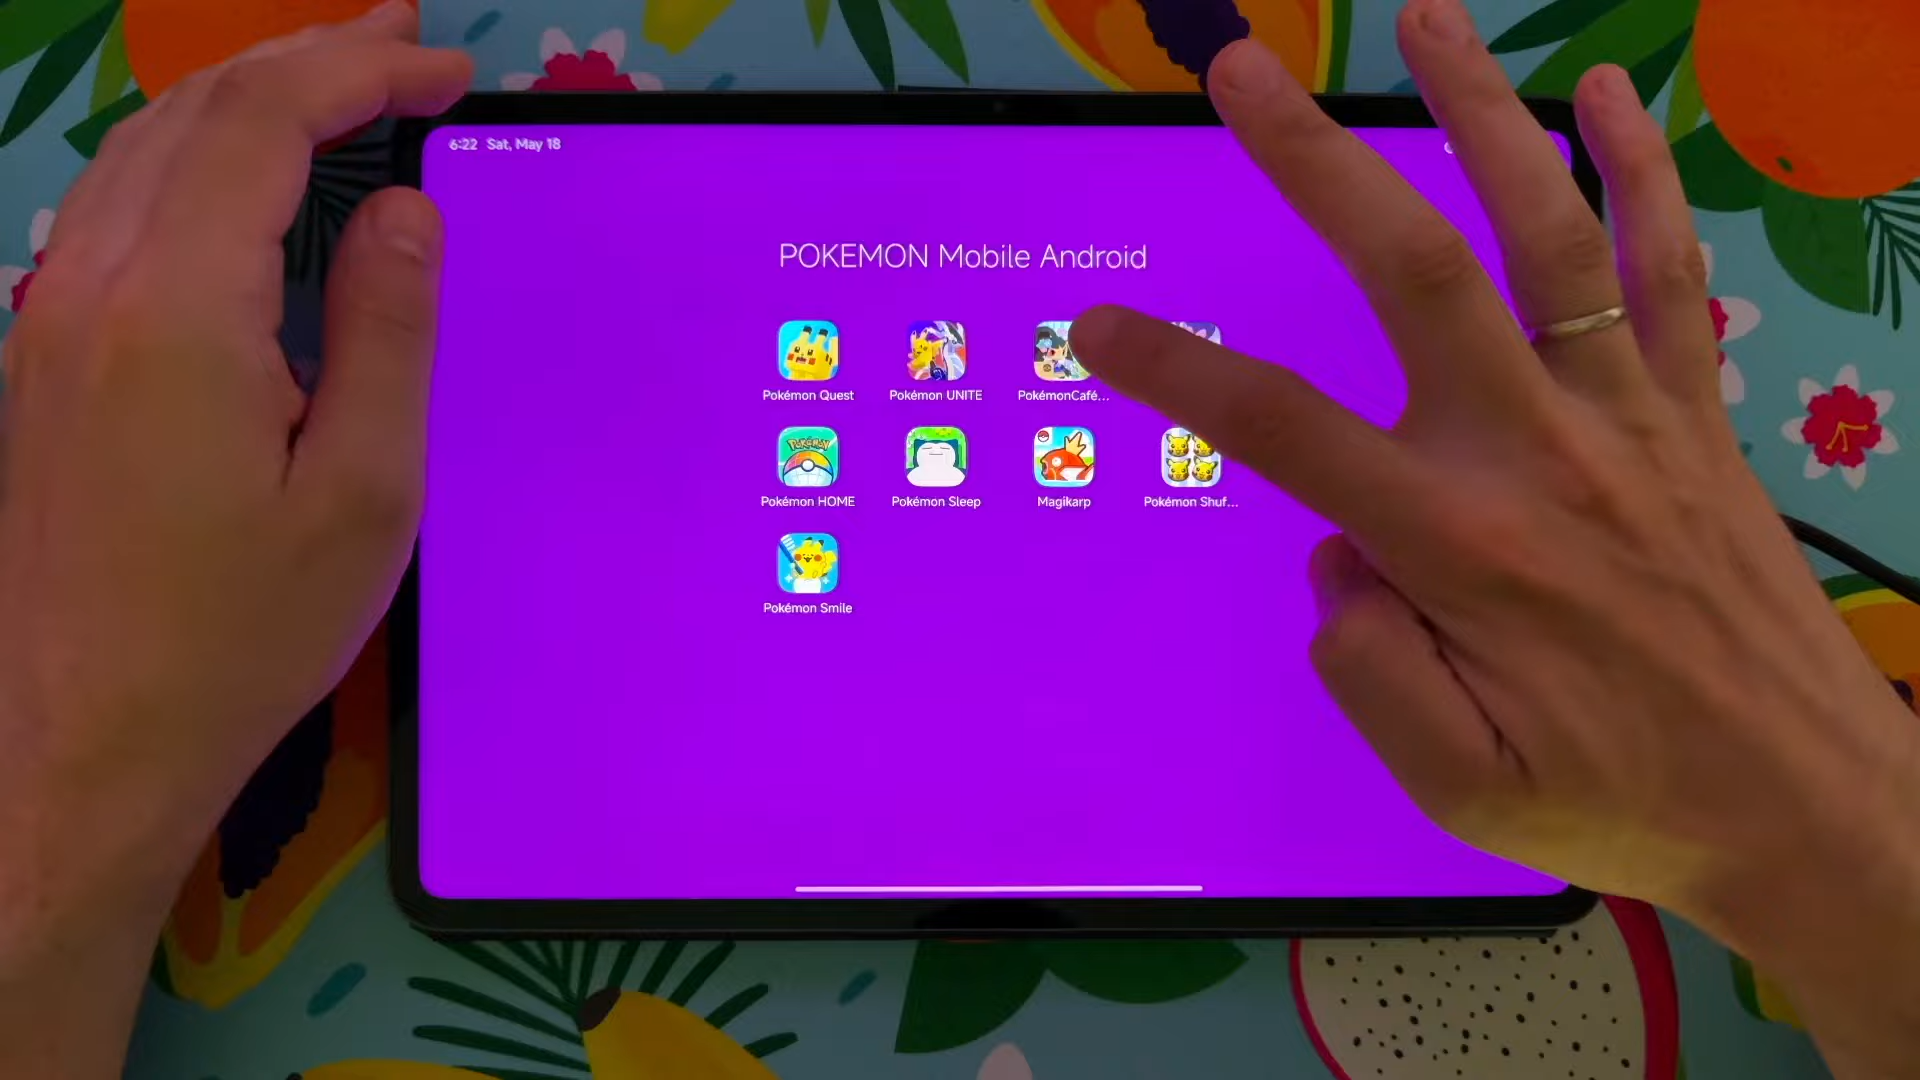 6:22 Sat, May 18
POKEMON Mobile Android
Pokémon Quest
Pokémon UNITE
PokémonCafé...
POKéMON
Pokémon HOME
Pokémon Sleep
Magikarp
Pokémon Shuf...
Pokémon Smile